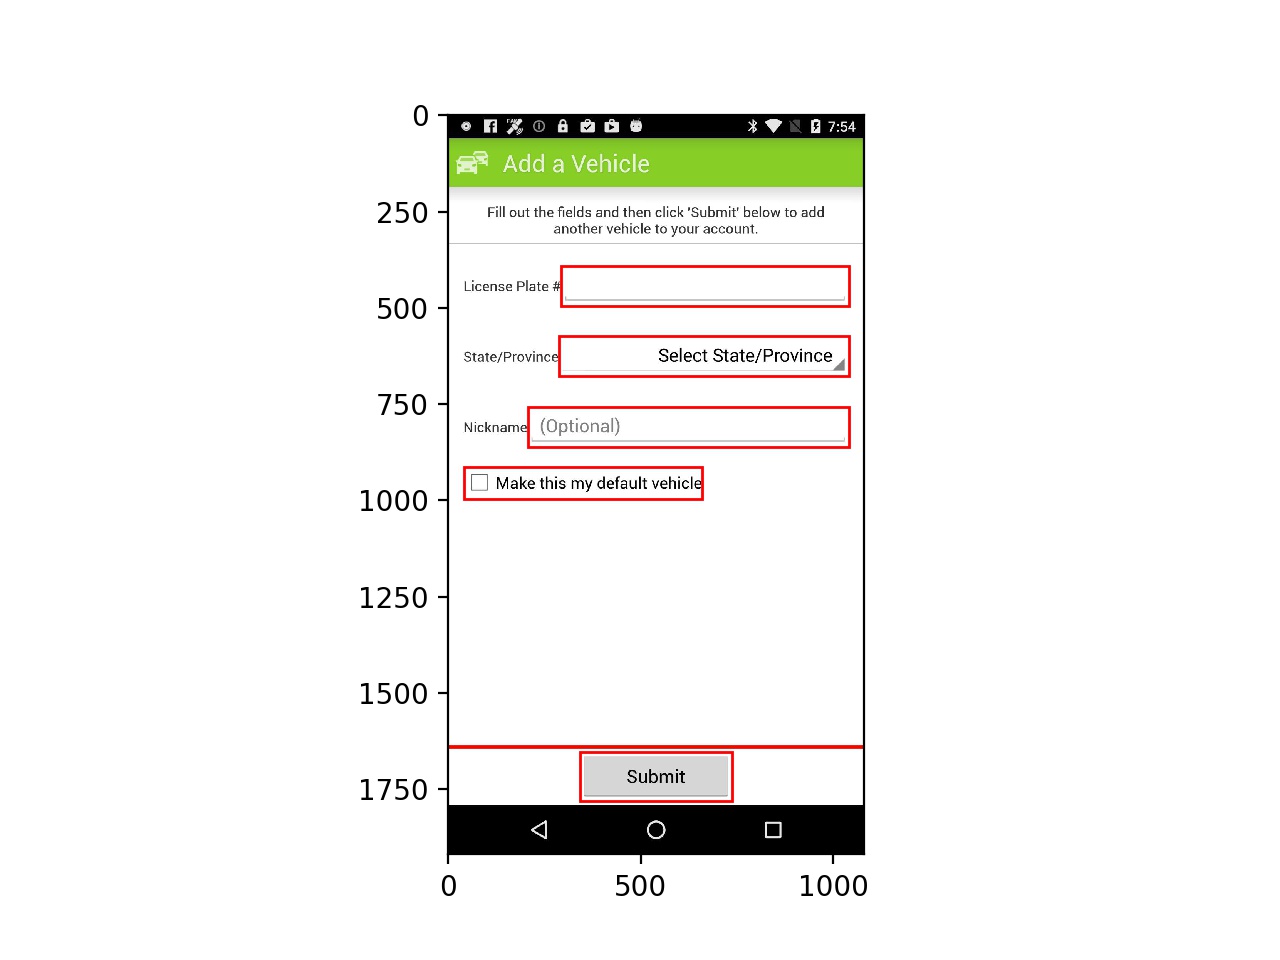 0
7:54
Add a Vehicle
250
Fill out the fields and then click 'Submit' below to add
another vehicle to your account.
License Plate #
500
State/Province
Select State/Province
750
Nickname
(Optional)
Make this my default vehicle
1000
1250
1500
1750
Submit
0
500
1000